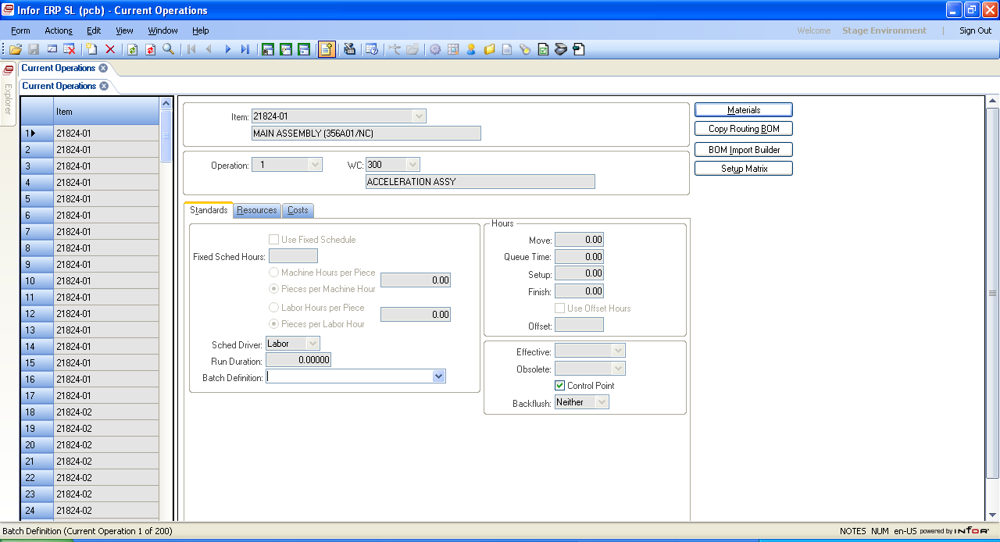 Infor ERP SL (pcb) - Current Operations
Form Actions Edit View Window Help Welcome Stage Environment | Sign Out
Current Operations
Current Operations
Explorer
Item
1 21824-01
2 21824-01
3 21824-01
4 21824-01
5 21824-01
6 21824-01
7 21824-01
8 21824-01
9 21824-01
10 21824-01
11 21824-01
12 21824-01
13 21824-01
14 21824-01
15 21824-01
16 21824-01
17 21824-01
18 21824-02
19 21824-02
20 21824-02
21 21824-02
22 21824-02
23 21824-02
24 21824-02
Item: 21824-01
MAIN ASSEMBLY (356A01/NC)
Operation: 1 WC: 300
ACCELERATION ASSY
Materials
Copy Routing BOM
BOM Import Builder
Setup Matrix
Standards Resources Costs
Use Fixed Schedule
Fixed Sched Hours:
Machine Hours per Piece
0.00
Pieces per Machine Hour
Labor Hours per Piece
0.00
Pieces per Labor Hour
Sched Driver: Labor
Run Duration: 0.00000
Batch Definition:
Hours
Move: 0.00
Queue Time: 0.00
Setup: 0.00
Finish: 0.00
Use Offset Hours
Offset:
Effective:
Obsolete:
Control Point
Backflush: Neither
Batch Definition (Current Operation 1 of 200) NOTES NUM en-US powered by infor